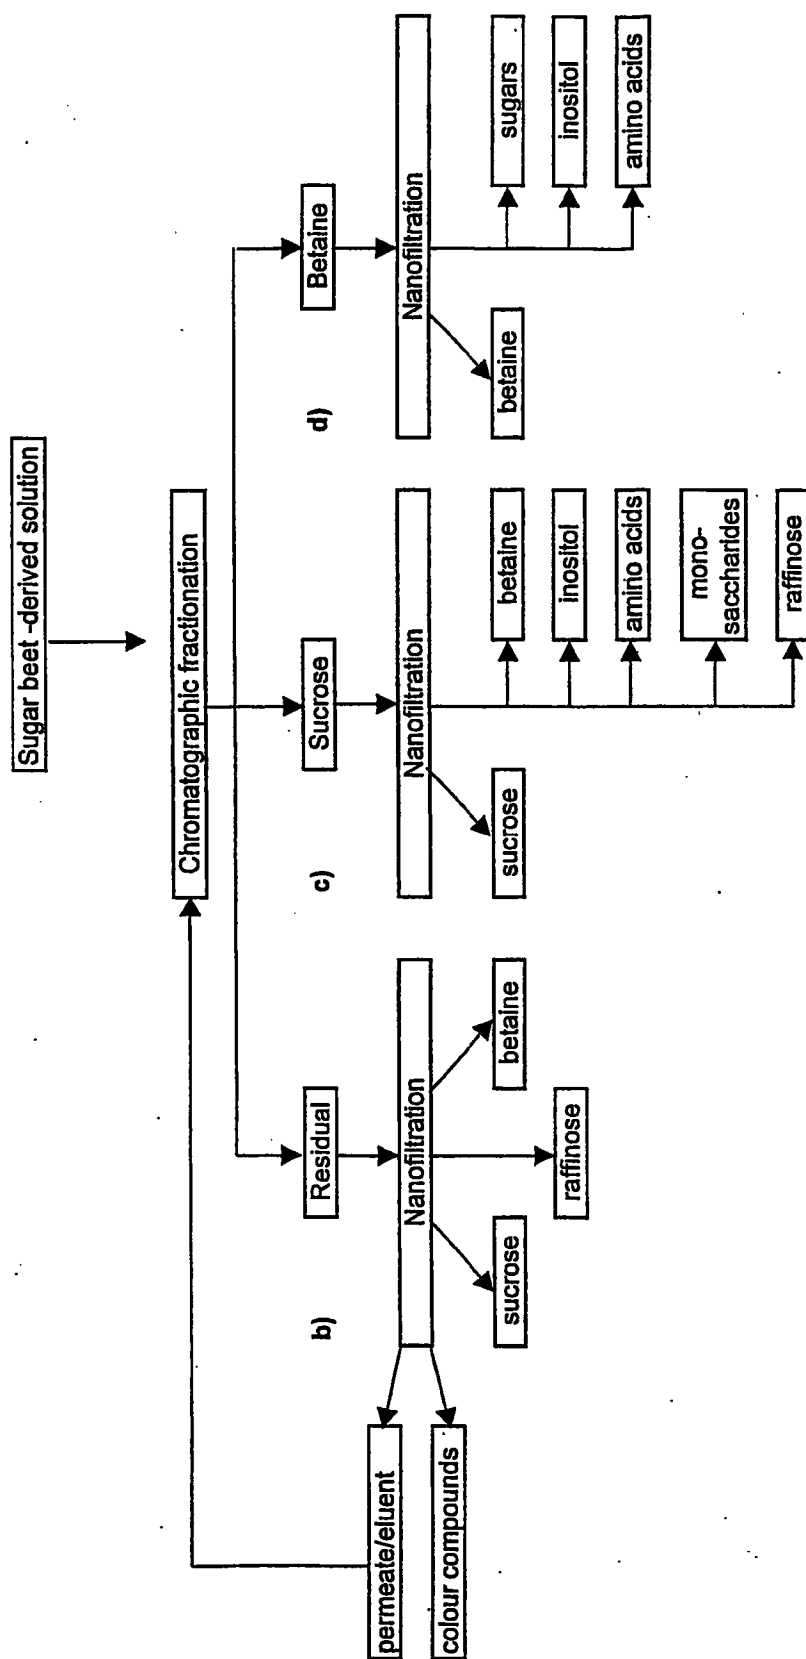 Sugar beet -derived solution
Chromatographic fractionation
Residual
Sucrose
Betaine
b)
c)
d)
permeate/eluent
colour compounds
Nanofiltration
sucrose
raffinose
betaine
Nanofiltration
sucrose
betaine
inositol
amino acids
mono-
saccharides
raffinose
Nanofiltration
betaine
sugars
inositol
amino acids